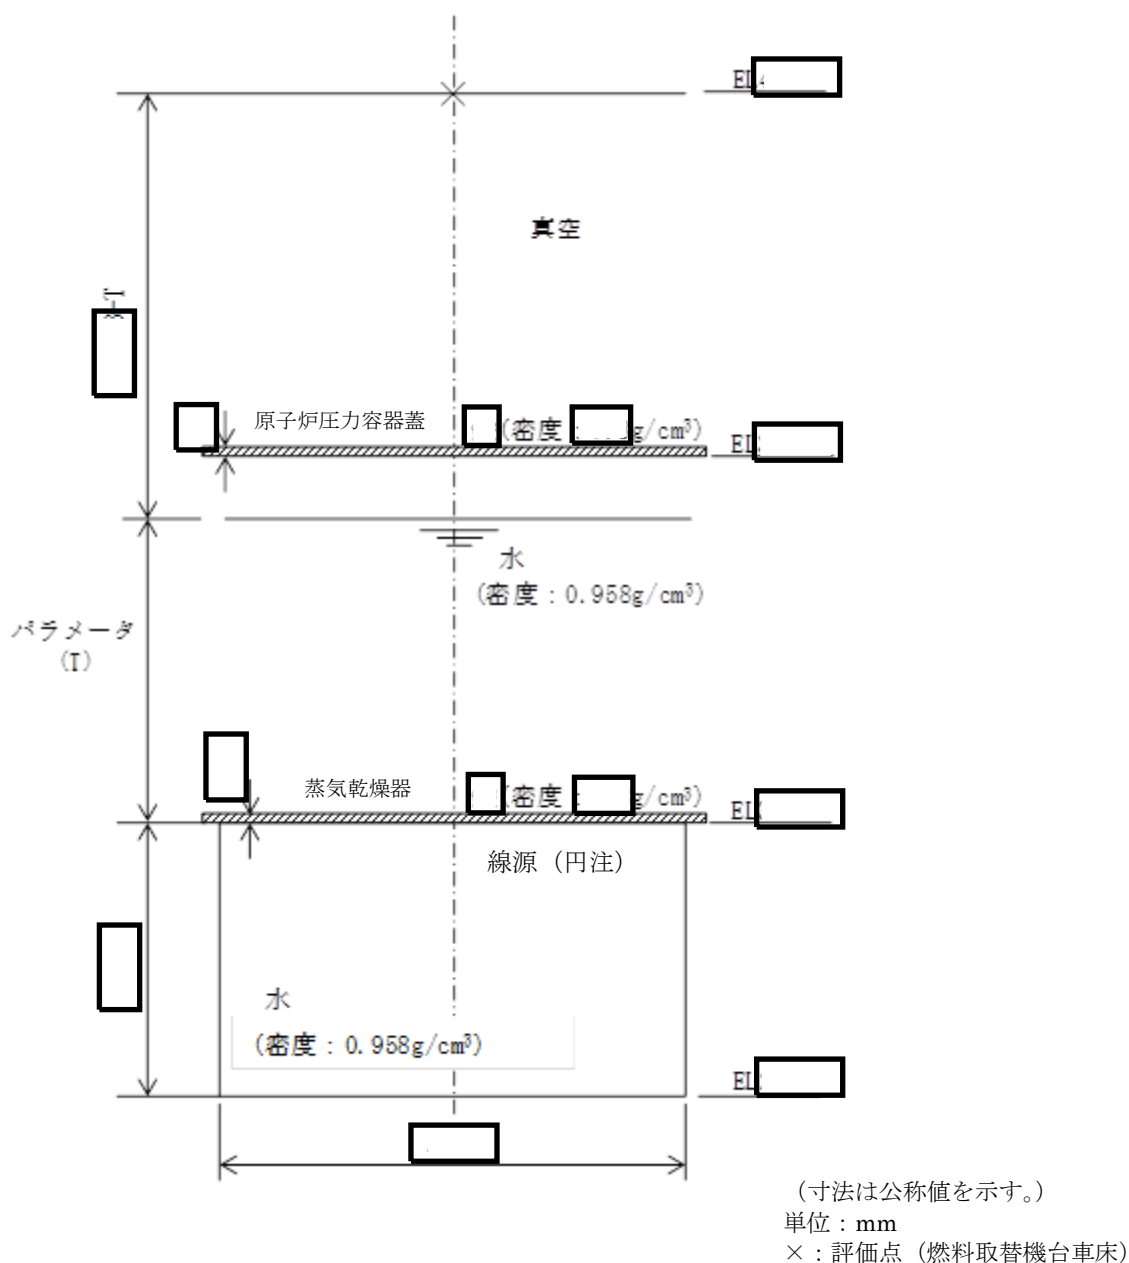 EL
真空
-T
原子炉圧力容器蓋
(密度 g/cm³)
EL
水
(密度：0.958g/cm³)
パラメータ
(T)
蒸気乾燥器
(密度 g/cm³)
EL
線源（円注）
水
(密度：0.958g/cm³)
EL
（寸法は公称値を示す。）
単位：mm
×：評価点（燃料取替機台車床）